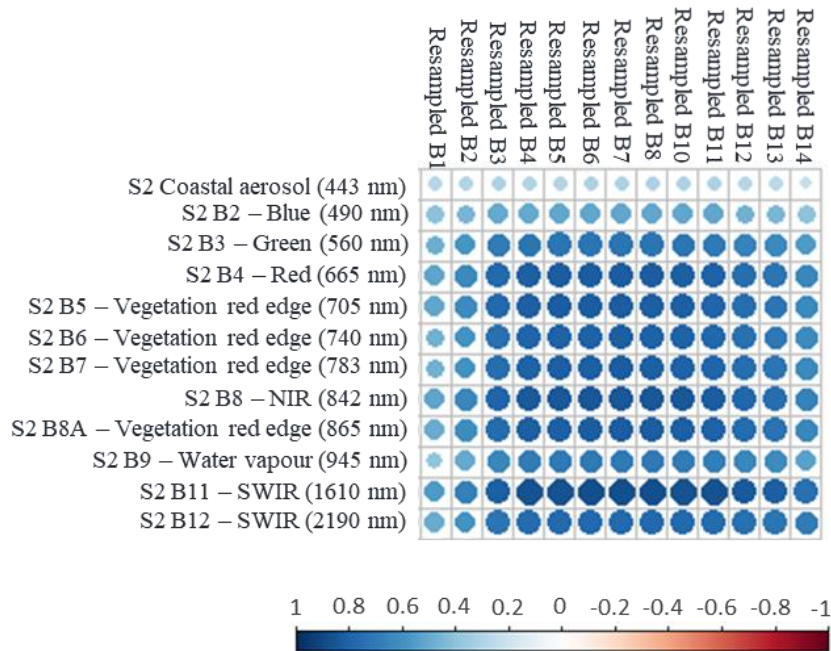 Resampled B1
Resampled B2
Resampled B3
Resampled B4
Resampled B5
Resampled B6
Resampled B7
Resampled B8
Resampled B10
Resampled B11
Resampled B12
Resampled B13
Resampled B14
S2 Coastal aerosol (443 nm)
S2 B2 – Blue (490 nm)
S2 B3 – Green (560 nm)
S2 B4 – Red (665 nm)
S2 B5 – Vegetation red edge (705 nm)
S2 B6 – Vegetation red edge (740 nm)
S2 B7 – Vegetation red edge (783 nm)
S2 B8 – NIR (842 nm)
S2 B8A – Vegetation red edge (865 nm)
S2 B9 – Water vapour (945 nm)
S2 B11 – SWIR (1610 nm)
S2 B12 – SWIR (2190 nm)
1 0.8 0.6 0.4 0.2 0 -0.2 -0.4 -0.6 -0.8 -1